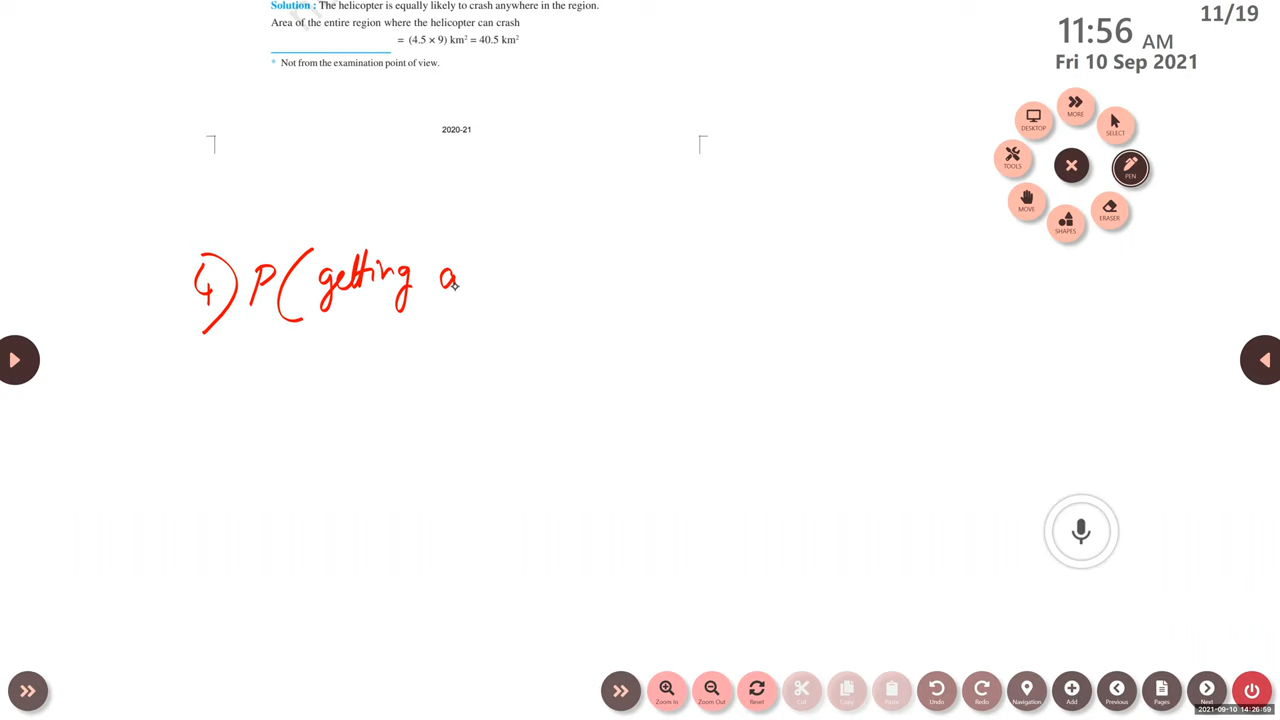 11/19
Solution : The helicopter is equally likely to crash anywhere in the region.
11:56 AM
Area of the entire region where the helicopter can crash
= (4.5 × 9) km² = 40.5 km²
Fri 10 Sep 2021
* Not from the examination point of view.
MORE
DESKTOP
SELECT
2020-21
TOOLS
PEN
MOVE
ERASER
SHAPES
4) P( getting a
Zoom In
Zoom Out
Reset
Cut
Copy
Paste
Undo
Redo
Navigation
Add
Previous
Pages
Next
2021-09-10 14:26:59